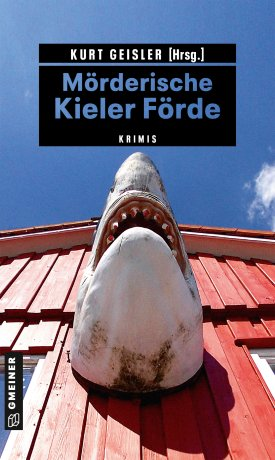 KURT GEISLER [Hrsg.]
Mörderische
Kieler Förde
KRIMIS
GMEINER